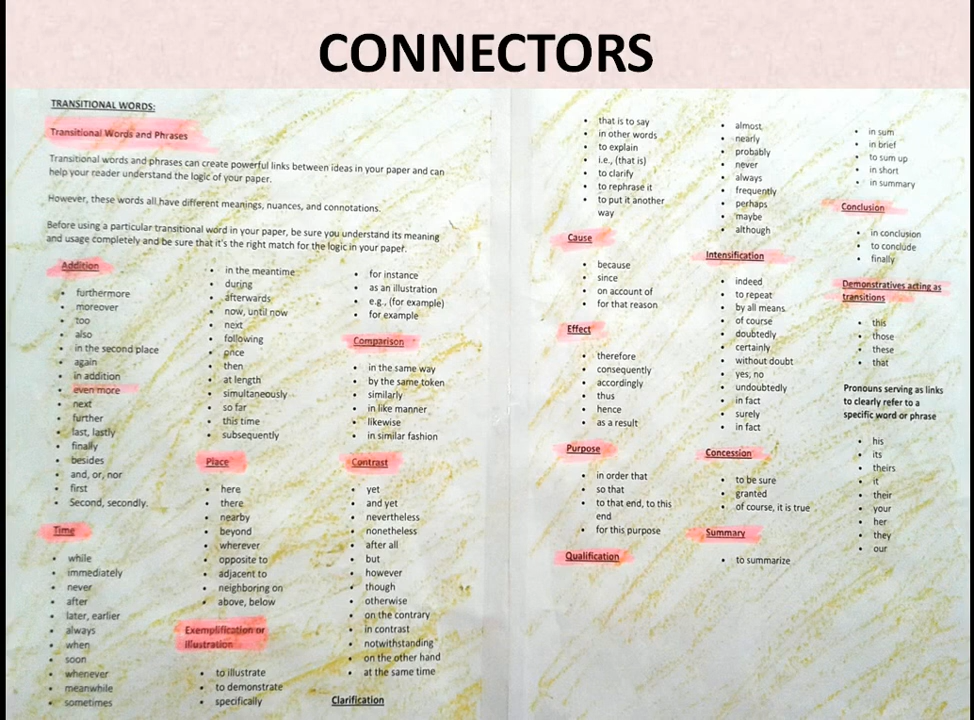 CONNECTORS
TRANSITIONAL WORDS:
Transitional Words and Phrases
Transitional words and phrases can create powerful links between ideas in your paper and can
help your reader understand the logic of your paper.
However, these words all have different meanings, nuances, and connotations.
Before using a particular transitional word in your paper, be sure you understand its meaning
and usage completely and be sure that it's the right match for the logic in your paper.
Addition
furthermore
moreover
too
also
in the second place
again
in addition
even more
next
further
last, lastly
finally
besides
and, or, nor
first
Second, secondly.
Time
while
immediately
never
after
later, earlier
always
when
soon
whenever
meanwhile
sometimes
in the meantime
during
afterwards
now, until now
next
following
once
then
at length
simultaneously
so far
this time
subsequently
Place
here
there
nearby
beyond
wherever
opposite to
adjacent to
neighboring on
above, below
Exemplification or
illustration
to illustrate
to demonstrate
specifically
for instance
as an illustration
e.g., (for example)
for example
Comparison
in the same way
by the same token
similarly
in like manner
likewise
in similar fashion
Contrast
yet
and yet
nevertheless
nonetheless
after all
but
however
though
otherwise
on the contrary
in contrast
notwithstanding
on the other hand
at the same time
Clarification
that is to say
in other words
to explain
i.e., (that is)
to clarify
to rephrase it
to put it another
way
Cause
because
since
on account of
for that reason
Effect
therefore
consequently
accordingly
thus
hence
as a result
Purpose
in order that
so that
to that end, to this
end
for this purpose
Qualification
almost
nearly
probably
never
always
frequently
perhaps
maybe
although
Intensification
indeed
to repeat
by all means
of course
doubtedly
certainly
without doubt
yes, no
undoubtedly
in fact
surely
in fact
Concession
to be sure
granted
of course, it is true
Summary
to summarize
in sum
in brief
to sum up
in short
in summary
Conclusion
in conclusion
to conclude
finally
Demonstratives acting as
transitions
this
those
these
that
Pronouns serving as links
to clearly refer to a
specific word or phrase
his
its
theirs
it
their
your
her
they
our